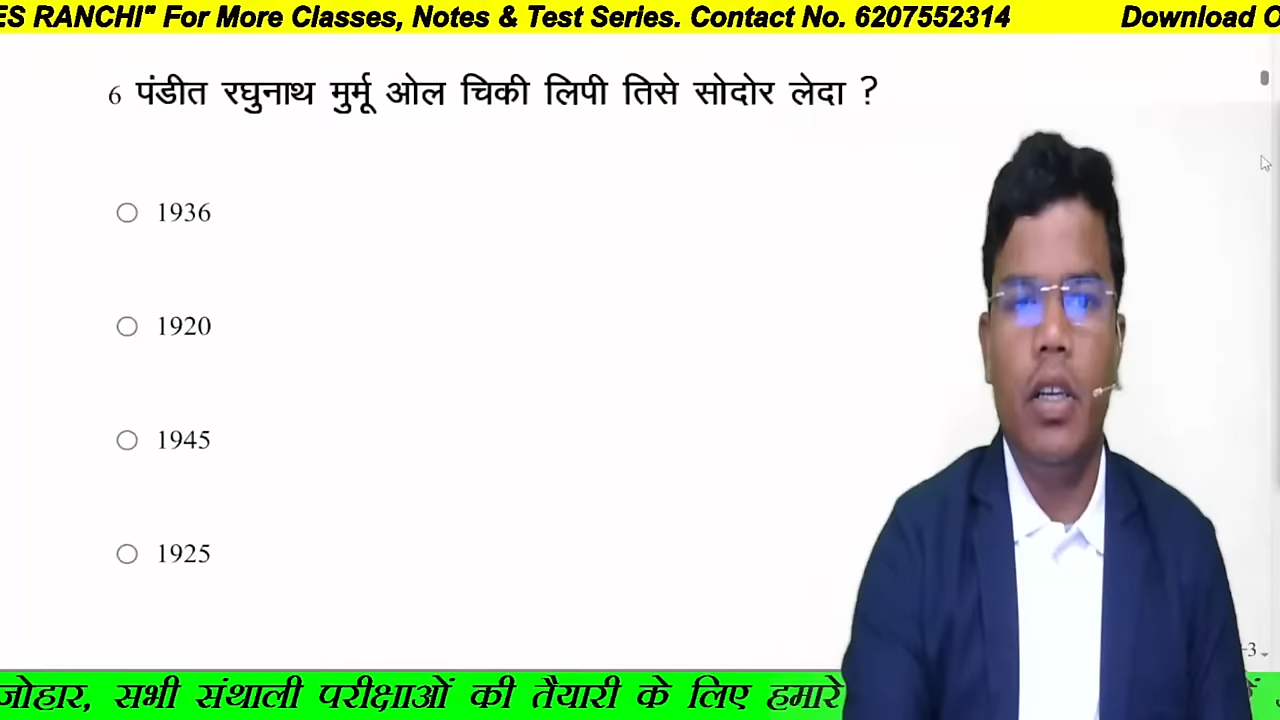 ES RANCHI" For More Classes, Notes & Test Series. Contact No. 6207552314 Download
6 पंडीत रघुनाथ मुर्मू ओल चिकी लिपी तिसे सोदोर लेदा ?
1936
1920
1945
1925
-3
जोहार, सभी संथाली परीक्षाओं की तैयारी के लिए हमारे